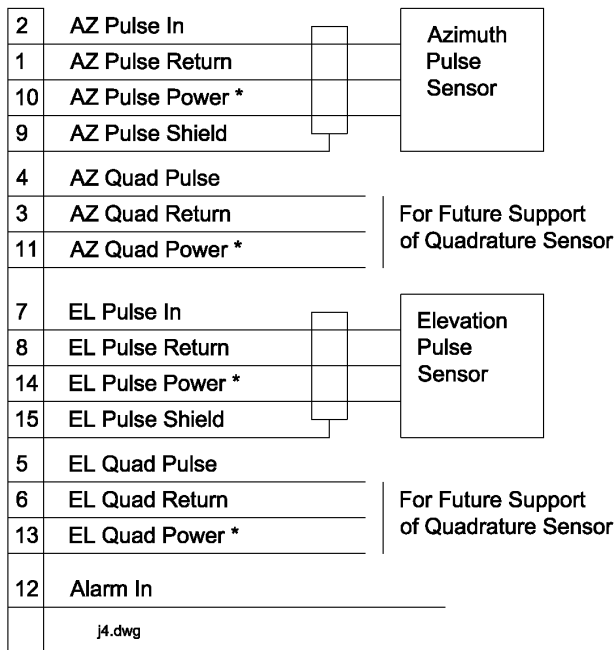 2 AZ Pulse In
1 AZ Pulse Return
10 AZ Pulse Power *
9 AZ Pulse Shield
Azimuth
Pulse
Sensor
4 AZ Quad Pulse
3 AZ Quad Return
11 AZ Quad Power *
For Future Support
of Quadrature Sensor
7 EL Pulse In
8 EL Pulse Return
14 EL Pulse Power *
15 EL Pulse Shield
Elevation
Pulse
Sensor
5 EL Quad Pulse
6 EL Quad Return
13 EL Quad Power *
For Future Support
of Quadrature Sensor
12 Alarm In
j4.dwg